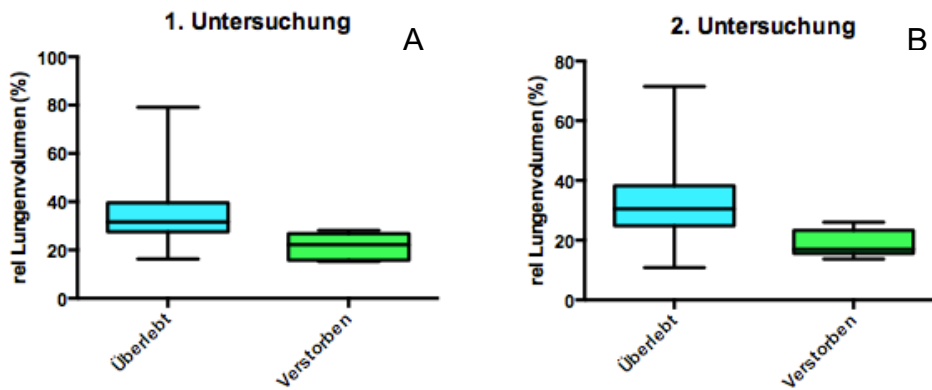 1. Untersuchung
A
rel Lungenvolumen (%)
100
80
60
40
20
0
Überlebt
Verstorben
2. Untersuchung
B
rel Lungenvolumen (%)
80
60
40
20
0
Überlebt
Verstorben